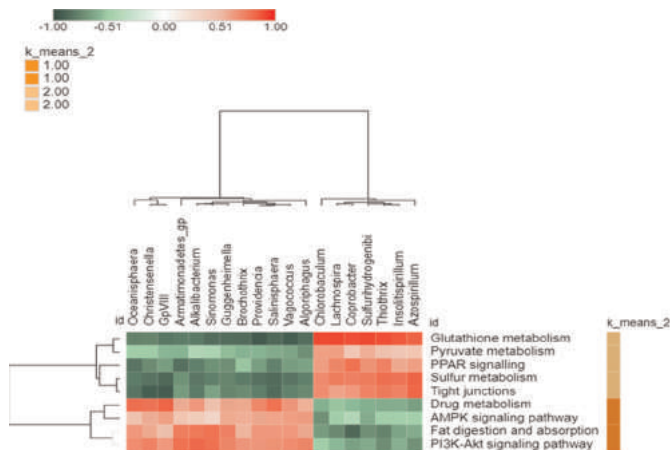 -1.00 -0.51 0.00 0.51 1.00
k_means_2
1.00
1.00
2.00
2.00
id
Oceanisphaera
Christensenella
GpVIII
Armatimonadetes_gp
Alkalibacterium
Sinomonas
Guggenheimella
Brochothrix
Providencia
Salinisphaera
Vagococcus
Algoriphagus
Chlorobaculum
Lachnospira
Coprobacter
Sulfurhydrogenibi
Thiothrix
Insolitispirillum
Azospirillum
id
k_means_2
Glutathione metabolism
Pyruvate metabolism
PPAR signalling
Sulfur metabolism
Tight junctions
Drug metabolism
AMPK signaling pathway
Fat digestion and absorption
PI3K-Akt signaling pathway